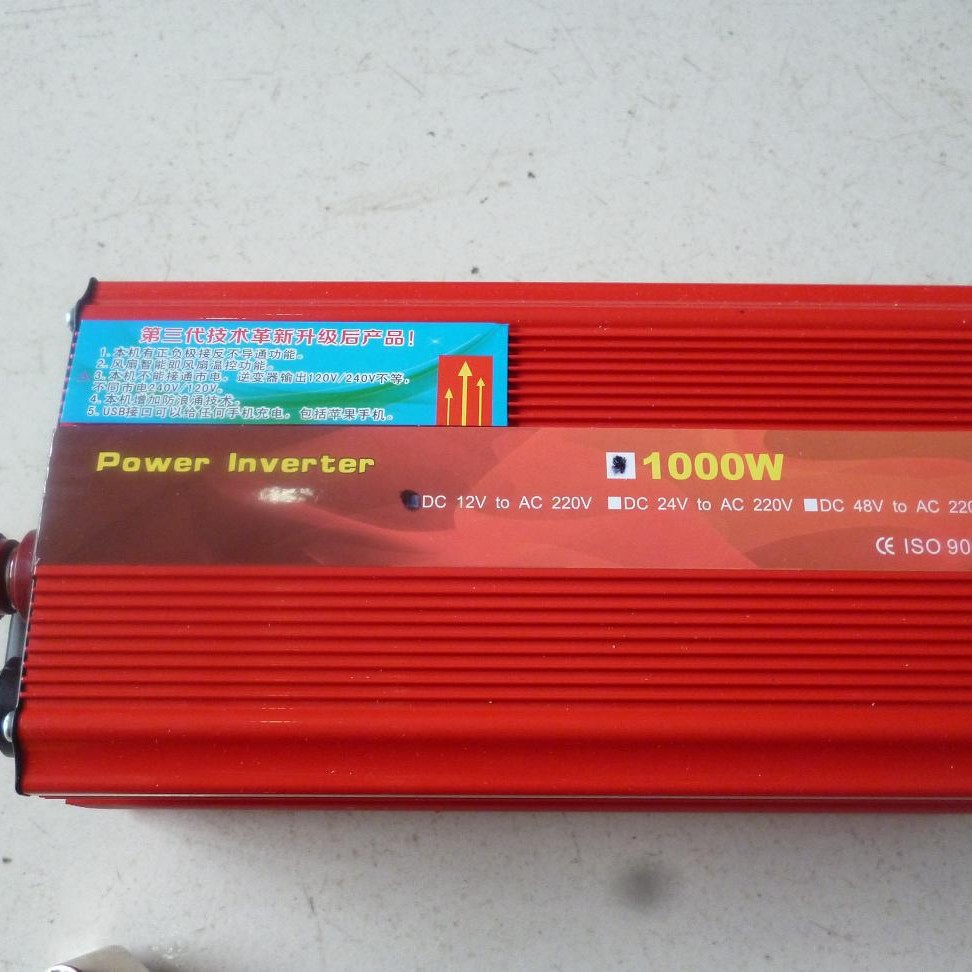 第三代技术革新升级后产品!
1. 本机有正负极接反不导通功能。
2. 风扇智能即风扇温控功能。
3. 本机不能接通市电，逆变器输出120V/240V不等，
不同市电240V/120V。
4. 本机增加防浪涌技术。
5. USB接口可以给任何手机充电，包括苹果手机。
Power Inverter
1000W
DC 12V to AC 220V DC 24V to AC 220V DC 48V to AC 220
CE ISO 90